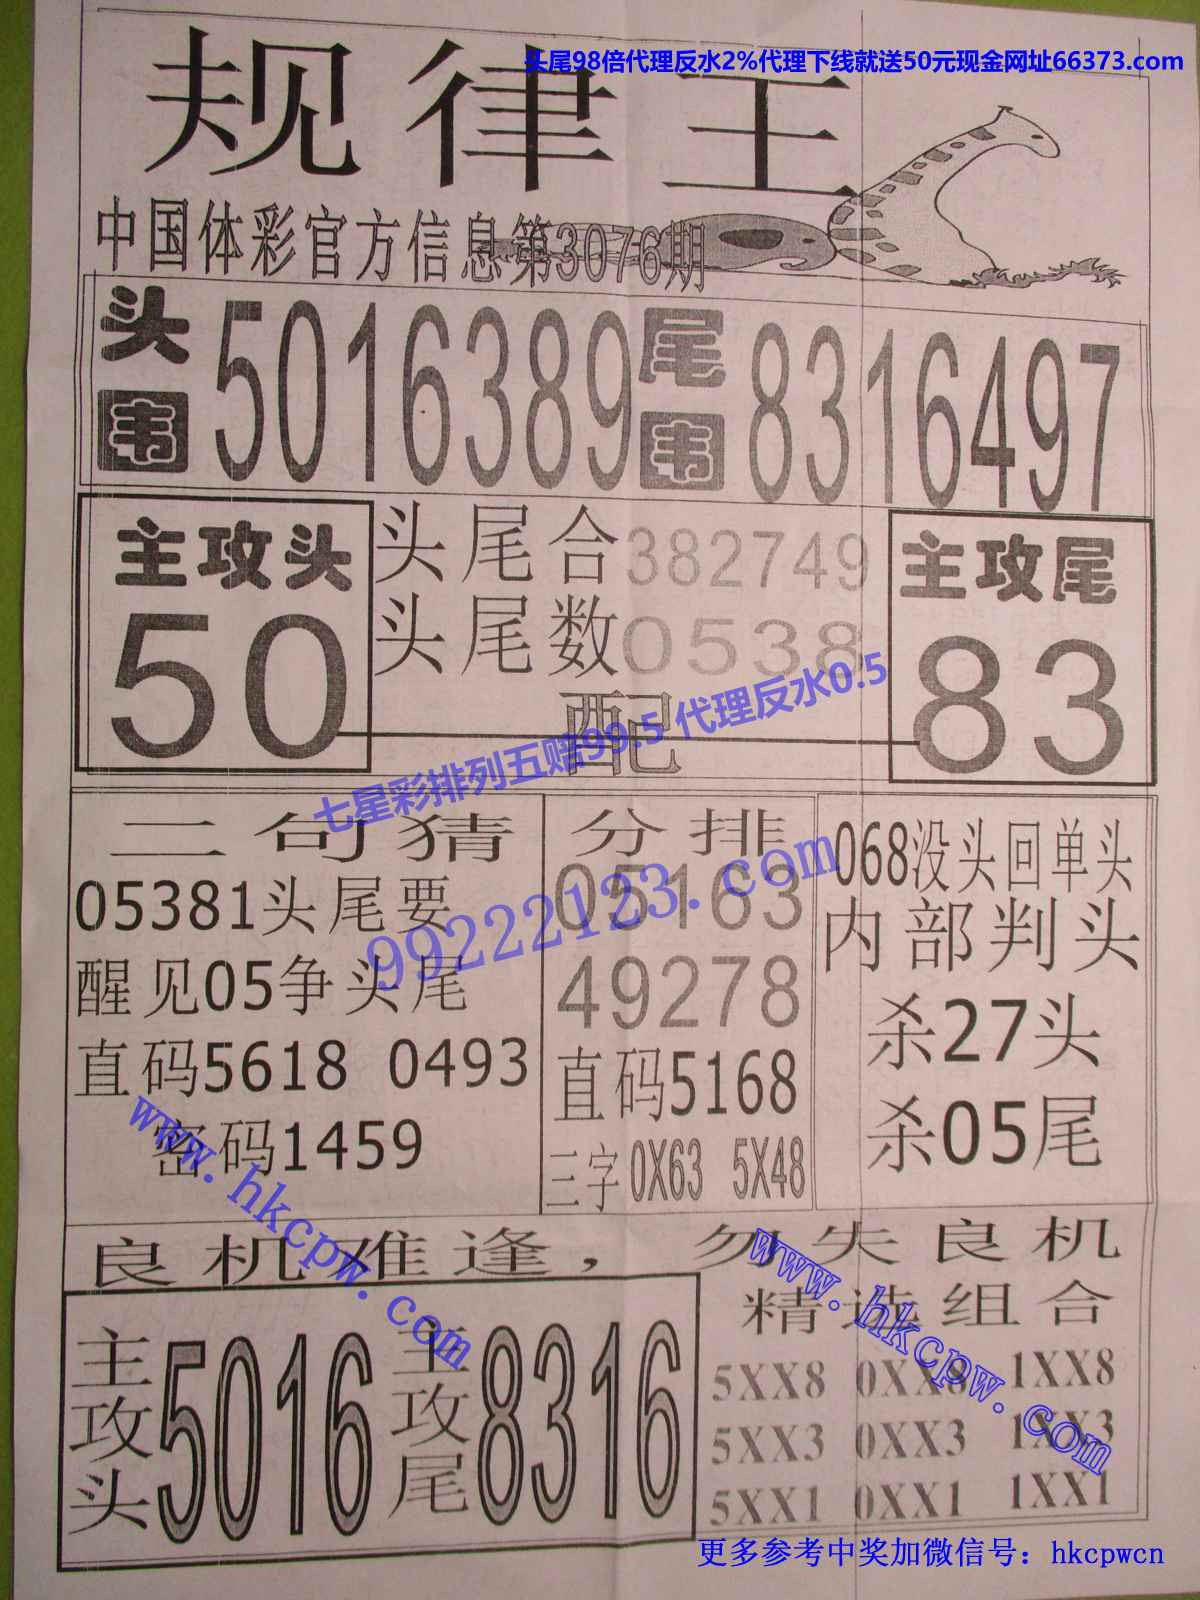 头尾98倍代理反水2%代理下线就送50元现金网址66373.com
规律王
中国体彩官方信息第3076期
头围 5016389 尾围 8316497
主攻头 50
头尾合382749
头尾数0538
配
主攻尾 83
七星彩排列五赔99.5 代理反水0.5
99222123.com
二句猜
05381头尾要
醒见05争头尾
直码5618 0493
密码1459
分排
05163
49278
直码5168
三字0X63 5X48
068没头回单头
内部判头
杀27头
杀05尾
www.hkcpw.com
www.hkcpw.com
良机难逢，勿失良机
主攻头 5016 主攻尾 8316
精选组合
5XX8 0XX8 1XX8
5XX3 0XX3 1XX3
5XX1 0XX1 1XX1
更多参考中奖加微信号：hkcpwcn